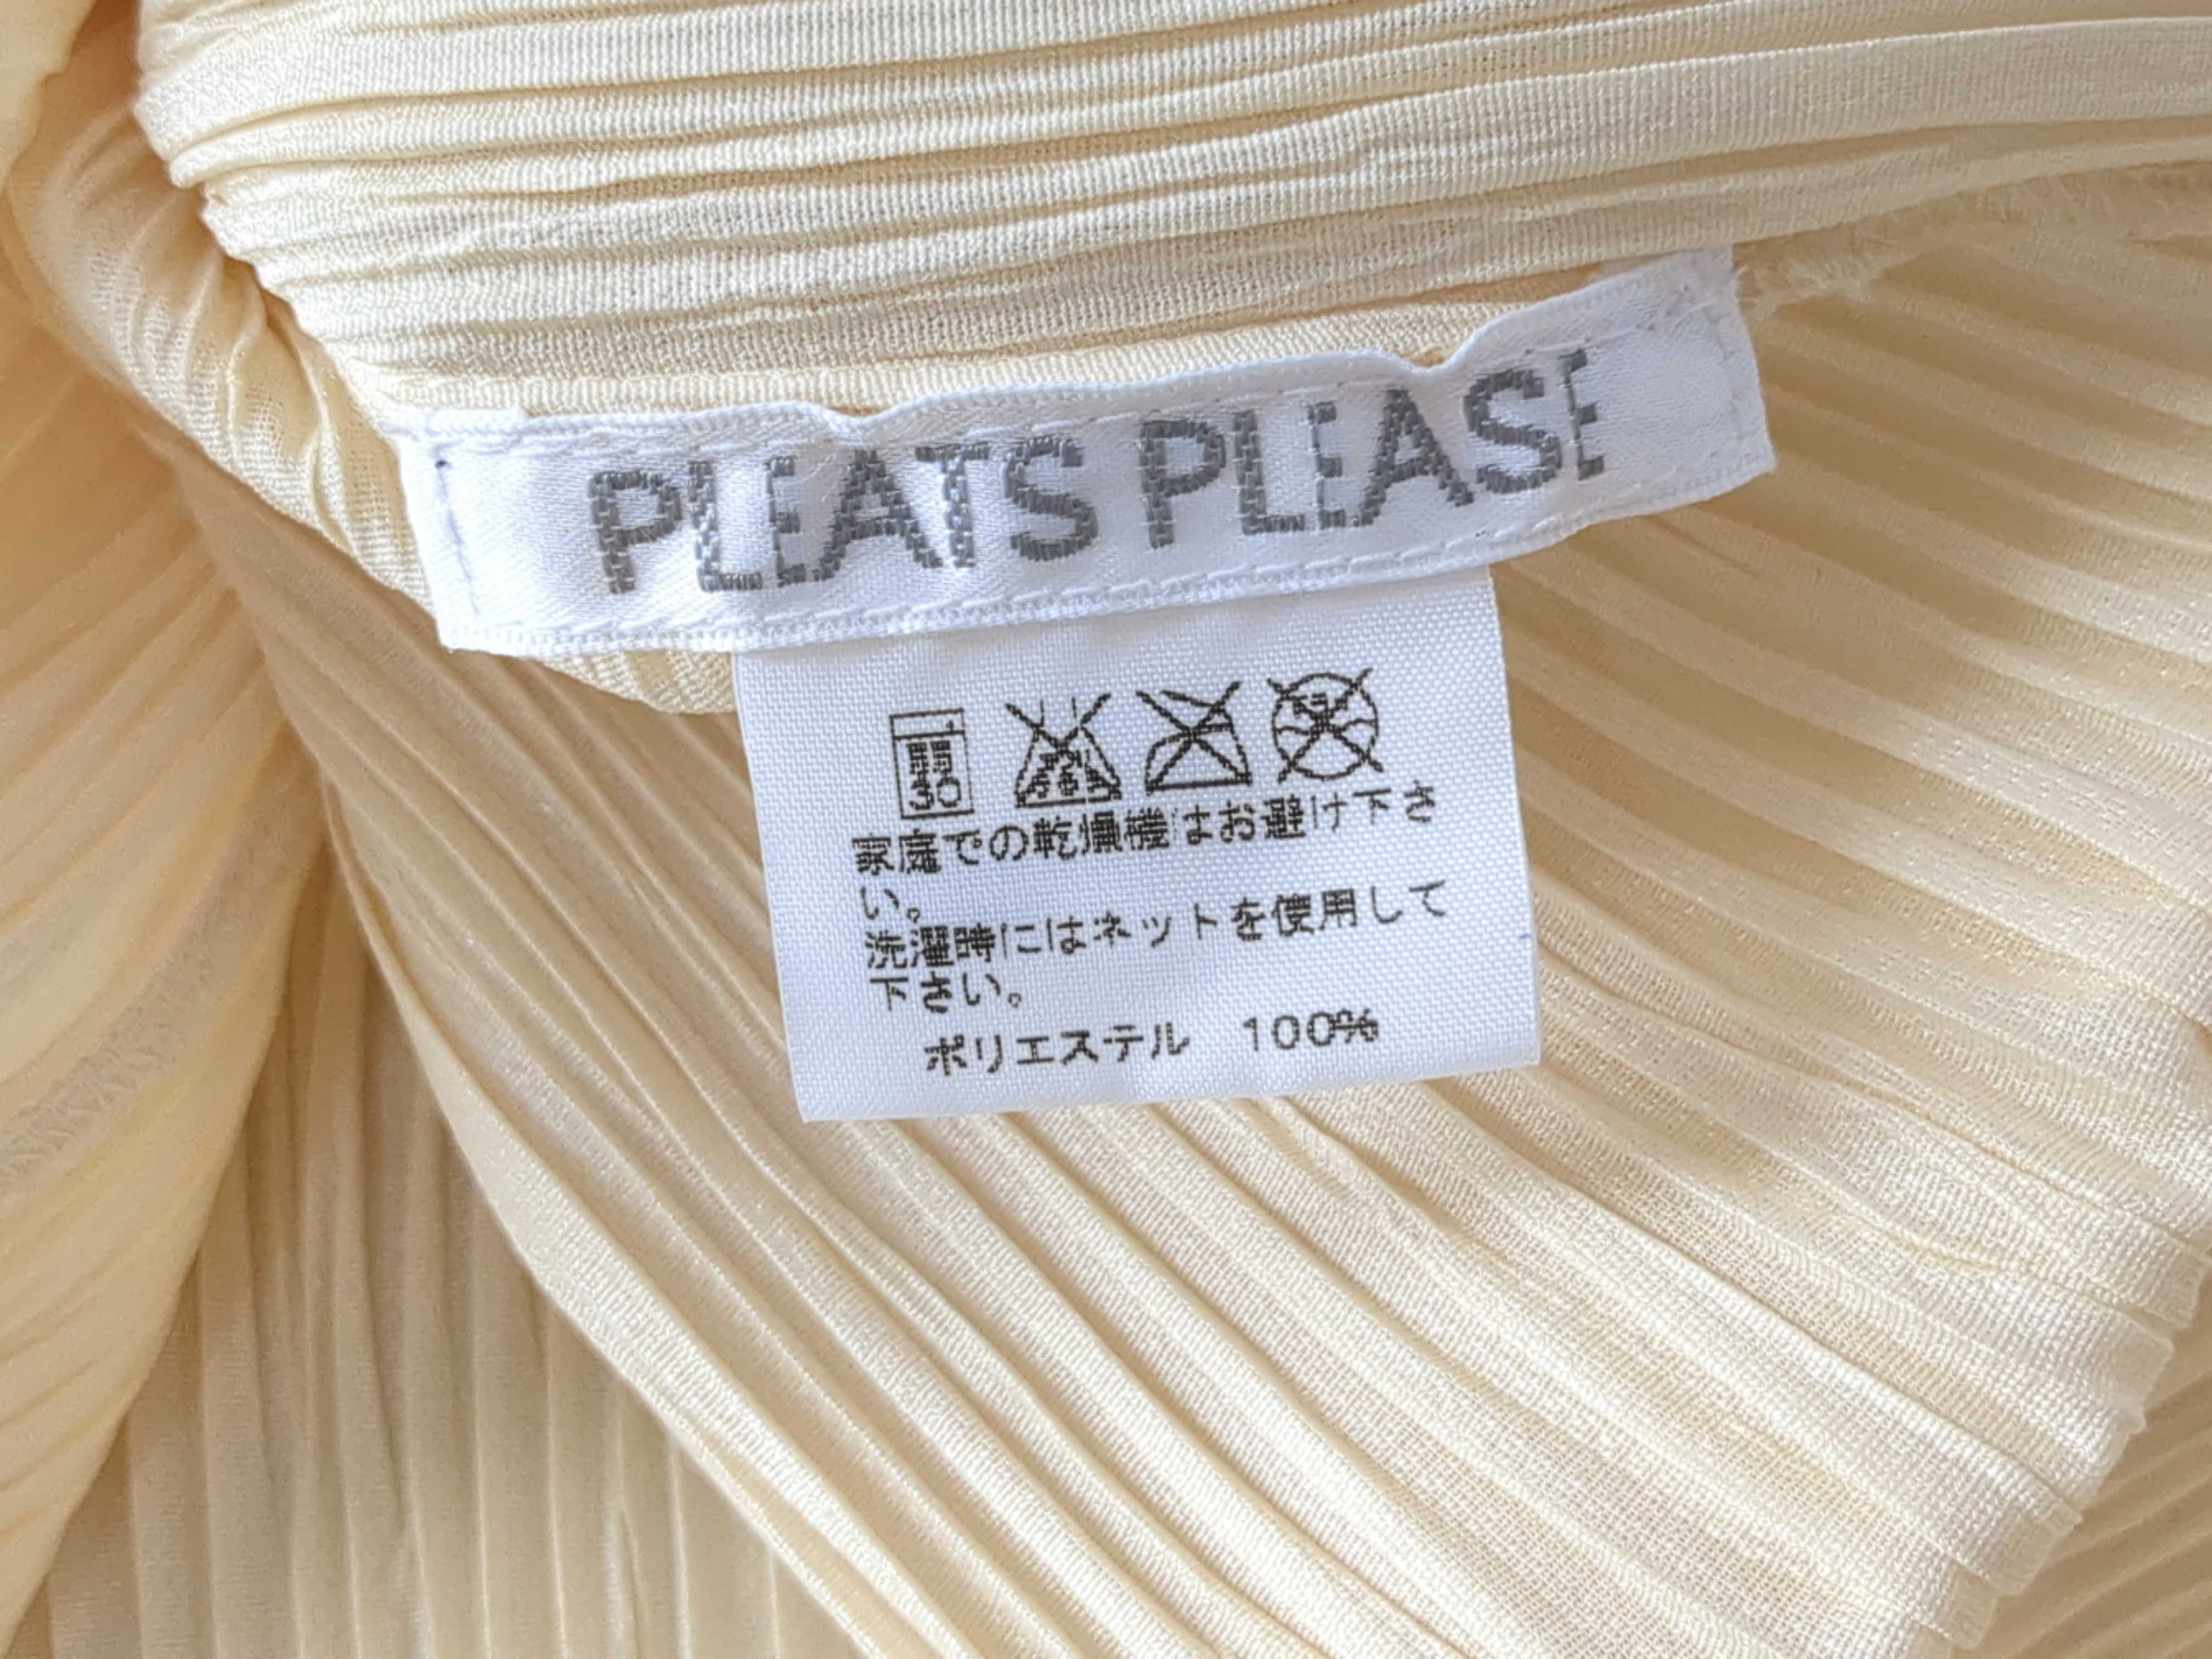 PLEATS PLEASE
30
家庭での乾燥機はお避け下さ
い。
洗濯時にはネットを使用して
下さい。
ポリエステル 100%